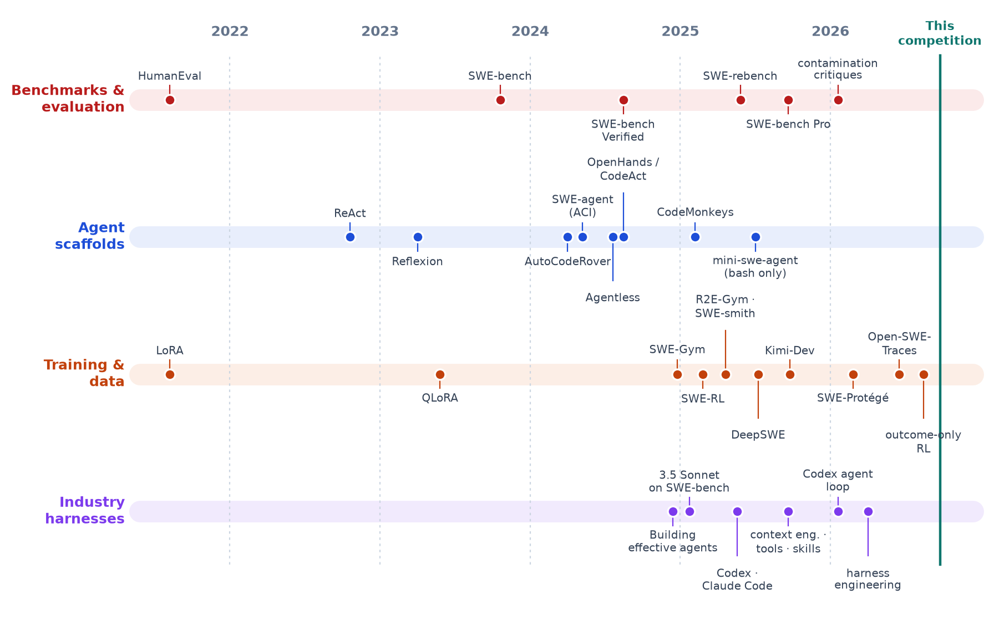 2022
2023
2024
2025
2026
This
competition
Benchmarks &
evaluation
HumanEval
SWE-bench
SWE-bench
Verified
SWE-rebench
SWE-bench Pro
contamination
critiques
Agent
scaffolds
ReAct
Reflexion
AutoCodeRover
SWE-agent
(ACI)
Agentless
OpenHands /
CodeAct
CodeMonkeys
mini-swe-agent
(bash only)
Training &
data
LoRA
QLoRA
SWE-Gym
SWE-RL
R2E-Gym ·
SWE-smith
DeepSWE
Kimi-Dev
SWE-Protégé
Open-SWE-
Traces
outcome-only
RL
Industry
harnesses
Building
effective agents
3.5 Sonnet
on SWE-bench
Codex ·
Claude Code
context eng. ·
tools · skills
Codex agent
loop
harness
engineering